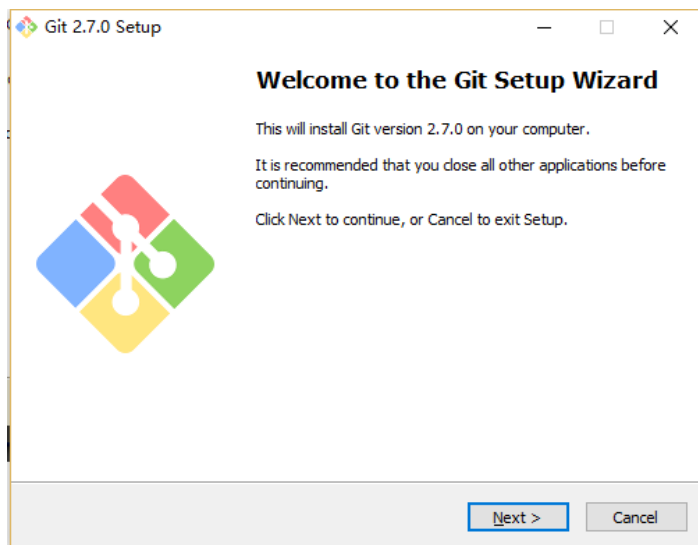 Git 2.7.0 Setup
Welcome to the Git Setup Wizard
This will install Git version 2.7.0 on your computer.
It is recommended that you close all other applications before
continuing.
Click Next to continue, or Cancel to exit Setup.
Next >
Cancel